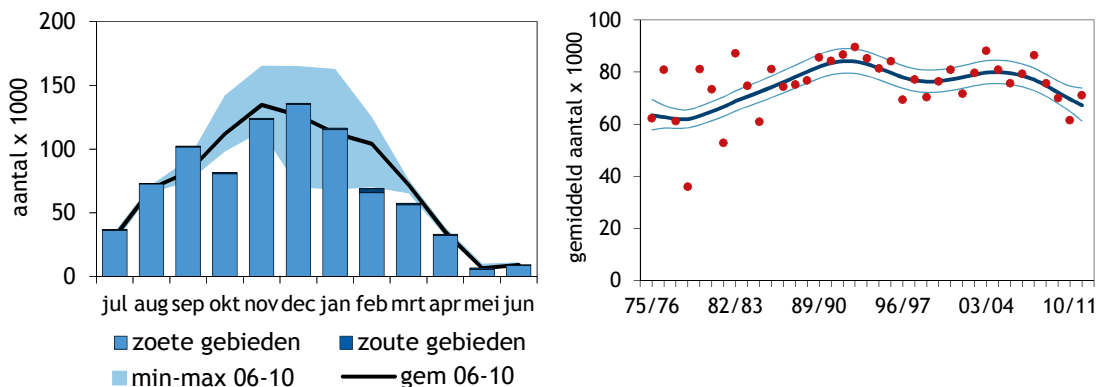 aantal x 1000
200
150
100
50
0
jul aug sep okt nov dec jan feb mrt apr mei jun
zoete gebieden
zoute gebieden
min-max 06-10
gem 06-10
gemiddeld aantal x 1000
100
80
60
40
20
0
75/76 82/83 89/90 96/97 03/04 10/11